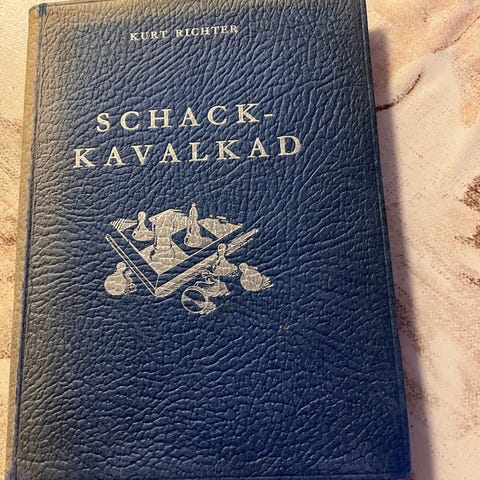 KURT RICHTER
SCHACK-
KAVALKAD